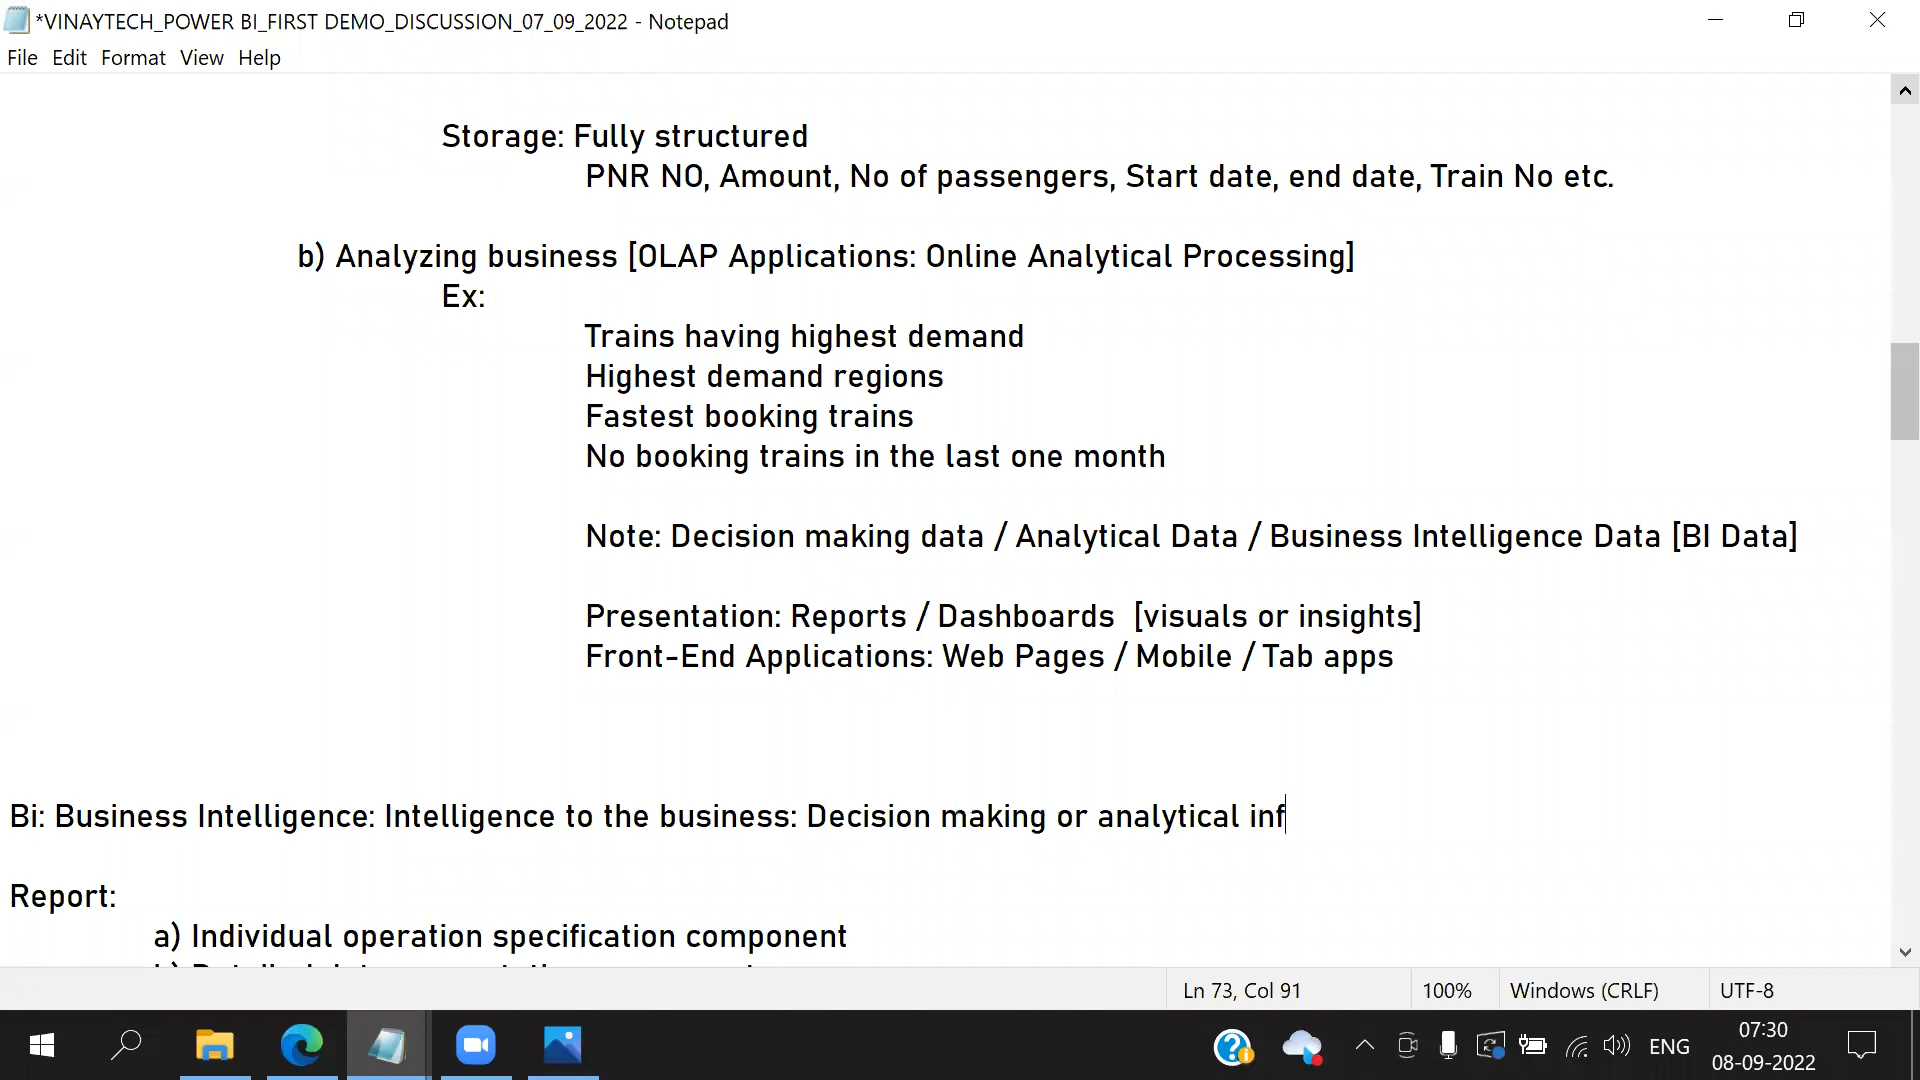 *VINAYTECH_POWER BI_FIRST DEMO_DISCUSSION_07_09_2022 - Notepad
File Edit Format View Help
Storage: Fully structured
PNR NO, Amount, No of passengers, Start date, end date, Train No etc.
b) Analyzing business [OLAP Applications: Online Analytical Processing]
Ex:
Trains having highest demand
Highest demand regions
Fastest booking trains
No booking trains in the last one month
Note: Decision making data / Analytical Data / Business Intelligence Data [BI Data]
Presentation: Reports / Dashboards [visuals or insights]
Front-End Applications: Web Pages / Mobile / Tab apps
Bi: Business Intelligence: Intelligence to the business: Decision making or analytical inf
Report:
a) Individual operation specification component
Ln 73, Col 91
100%
Windows (CRLF)
UTF-8
ENG
07:30
08-09-2022